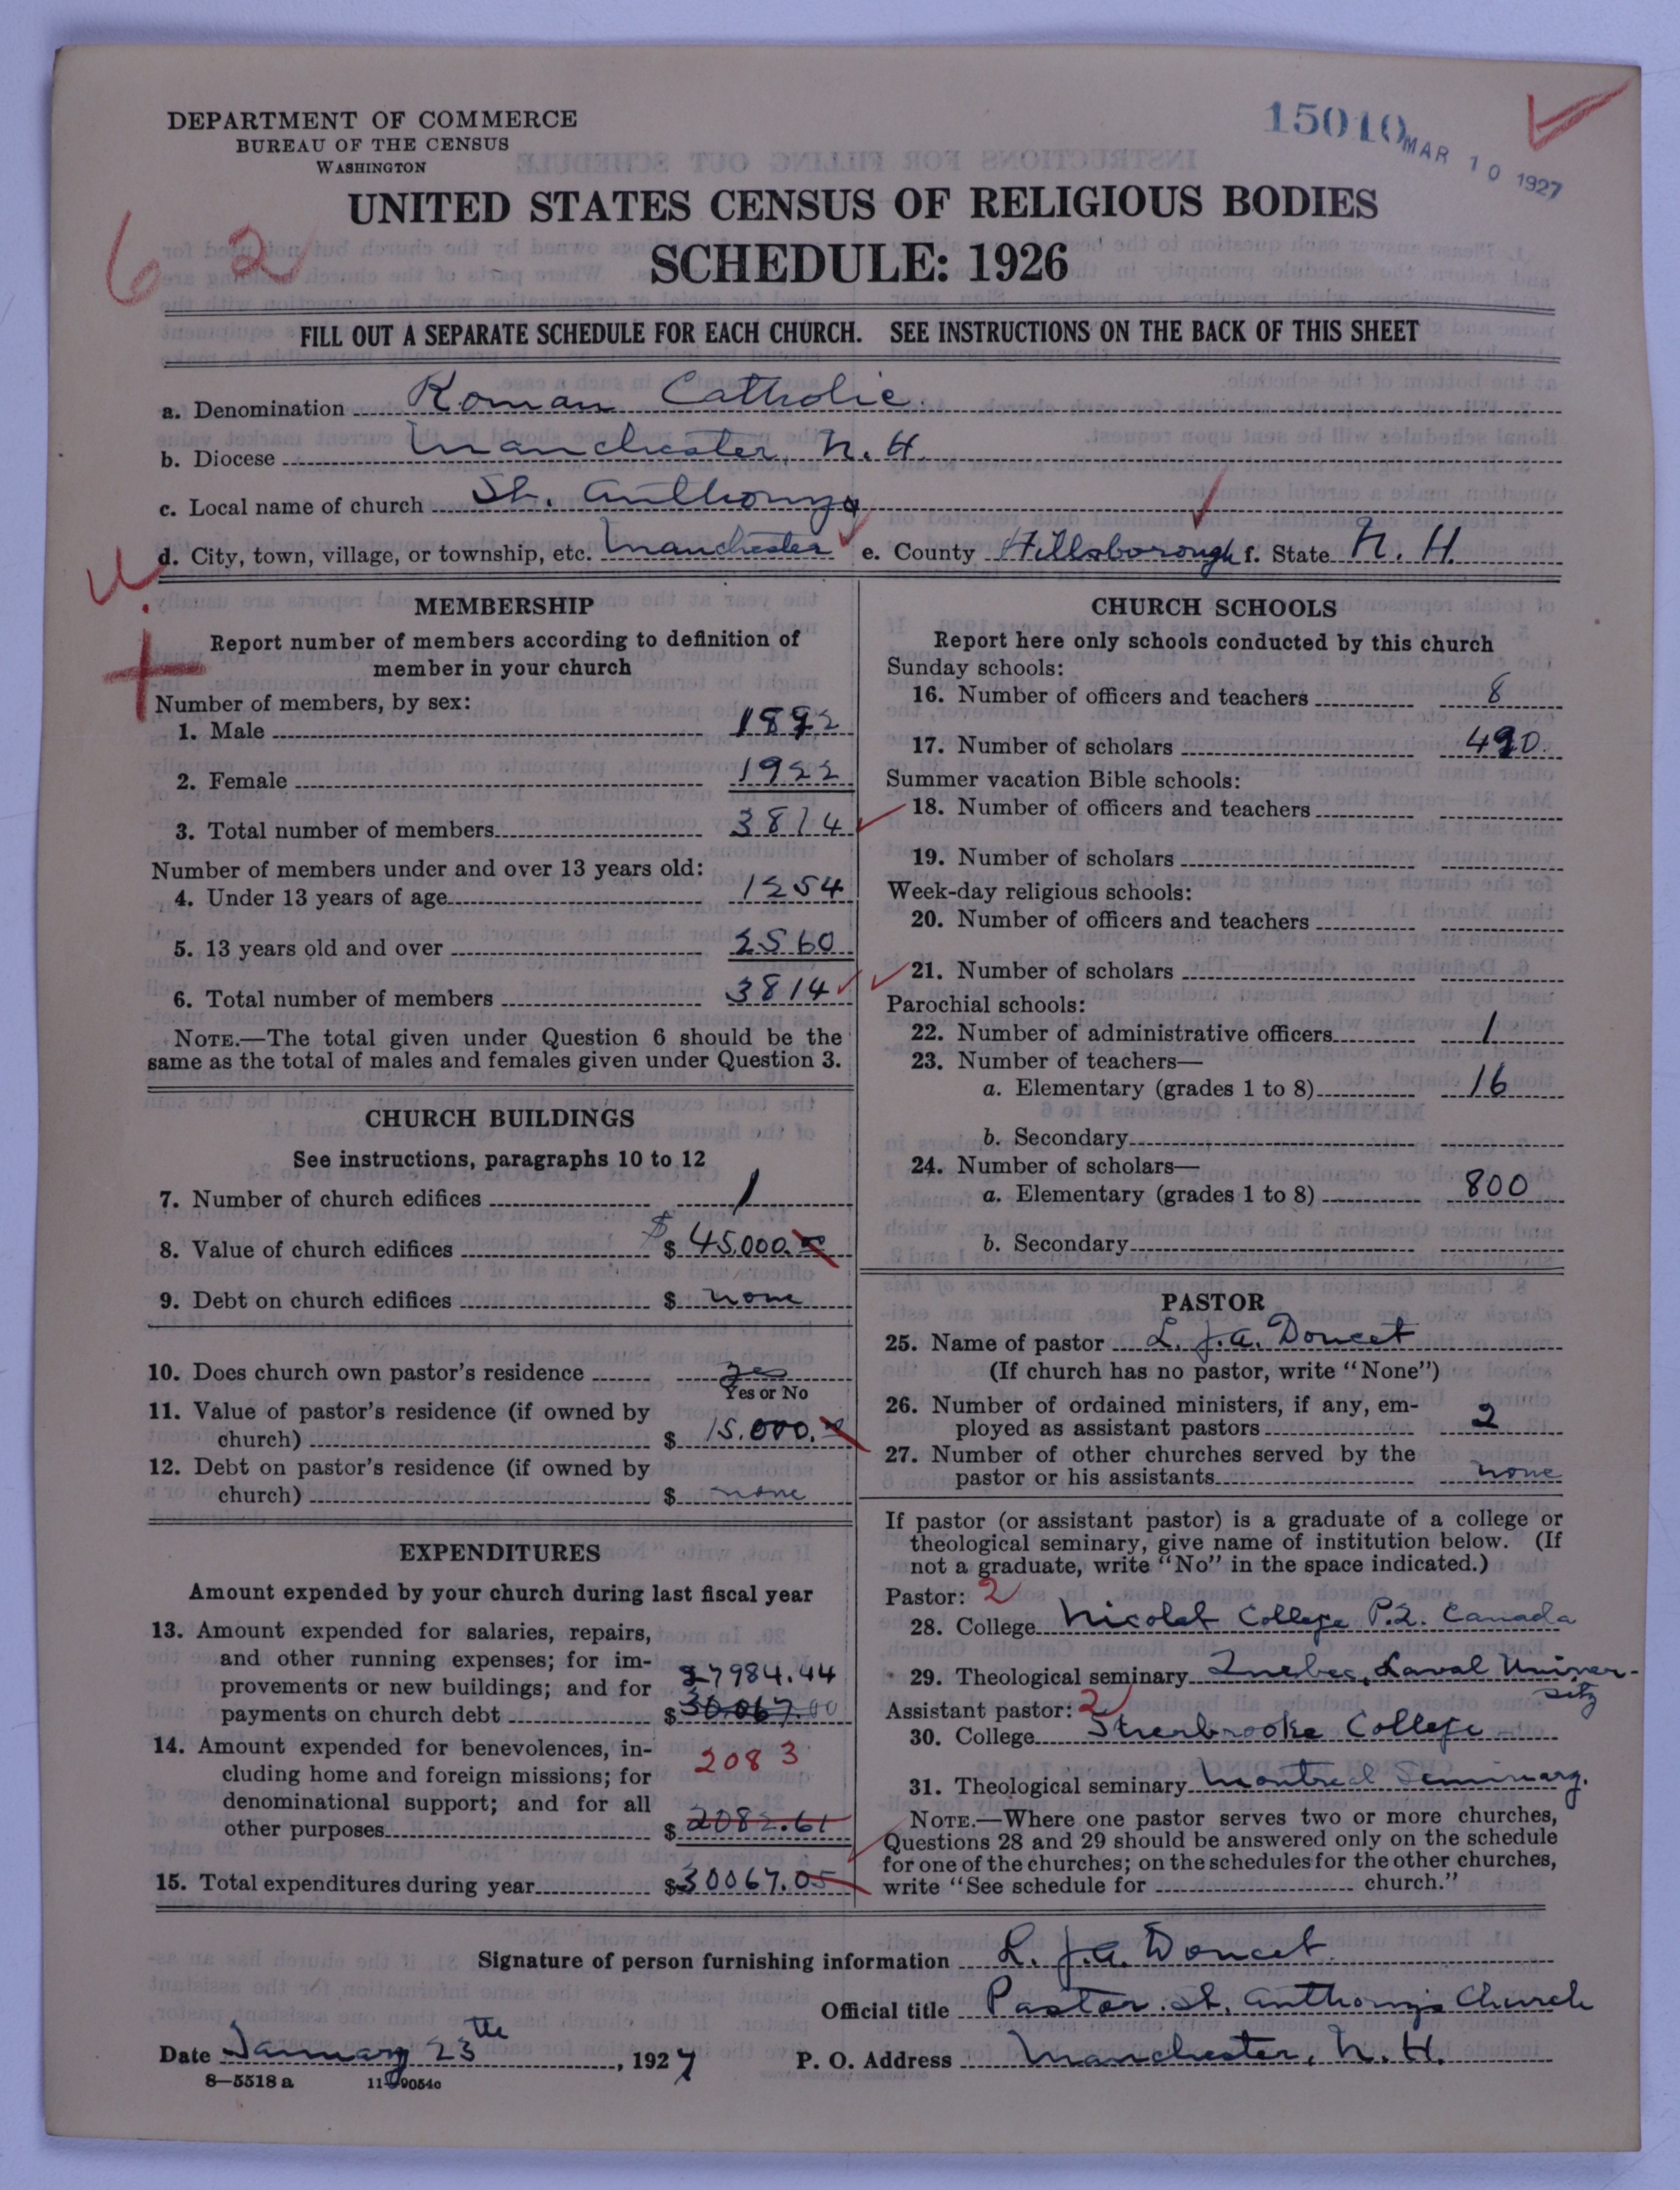 DEPARTMENT OF COMMERCE
BUREAU OF THE CENSUS
WASHINGTON
15010
MAR 10 1927
UNITED STATES CENSUS OF RELIGIOUS BODIES
SCHEDULE: 1926
6 2
FILL OUT A SEPARATE SCHEDULE FOR EACH CHURCH. SEE INSTRUCTIONS ON THE BACK OF THIS SHEET
a. Denomination Roman Catholic.
b. Diocese Manchester, N. H.
c. Local name of church St. Anthony
d. City, town, village, or township, etc. Manchester e. County Hillsborough f. State N. H.
MEMBERSHIP
Report number of members according to definition of
member in your church
Number of members, by sex:
1. Male 1892
2. Female 1922
3. Total number of members 3814
Number of members under and over 13 years old:
4. Under 13 years of age 1254
5. 13 years old and over 2560
6. Total number of members 3814
NOTE.—The total given under Question 6 should be the
same as the total of males and females given under Question 3.
CHURCH BUILDINGS
See instructions, paragraphs 10 to 12
7. Number of church edifices 1
8. Value of church edifices $ $ 45,000.
9. Debt on church edifices $ none
10. Does church own pastor's residence yes
Yes or No
11. Value of pastor's residence (if owned by
church) $ 15.000.
12. Debt on pastor's residence (if owned by
church) $ none
EXPENDITURES
Amount expended by your church during last fiscal year
13. Amount expended for salaries, repairs,
and other running expenses; for im-
provements or new buildings; and for 27984.44
payments on church debt $ 30.067.00
14. Amount expended for benevolences, in-
cluding home and foreign missions; for 2083
denominational support; and for all
other purposes $ 2082.61
15. Total expenditures during year $ 30067.05
CHURCH SCHOOLS
Report here only schools conducted by this church
Sunday schools:
16. Number of officers and teachers 8
17. Number of scholars 490.
Summer vacation Bible schools:
18. Number of officers and teachers
19. Number of scholars
Week-day religious schools:
20. Number of officers and teachers
21. Number of scholars
Parochial schools:
22. Number of administrative officers 1
23. Number of teachers—
a. Elementary (grades 1 to 8) 16
b. Secondary
24. Number of scholars—
a. Elementary (grades 1 to 8) 800
b. Secondary
PASTOR
25. Name of pastor L. J. A. Doucet
(If church has no pastor, write "None")
26. Number of ordained ministers, if any, em-
ployed as assistant pastors 2
27. Number of other churches served by the
pastor or his assistants none
If pastor (or assistant pastor) is a graduate of a college or
theological seminary, give name of institution below. (If
not a graduate, write "No" in the space indicated.)
Pastor: 2
28. College Nicolet College P.Q. Canada
29. Theological seminary Quebec, Laval Univer-
sity
Assistant pastor: 2
30. College Sherbrooke College
31. Theological seminary Montreal Seminary.
NOTE.—Where one pastor serves two or more churches,
Questions 28 and 29 should be answered only on the schedule
for one of the churches; on the schedules for the other churches,
write "See schedule for church."
Signature of person furnishing information L. J. A. Doucet
Official title Pastor St. Anthony's Church
Date January 25th, 1927 P. O. Address Manchester, N. H.
8—5518 a